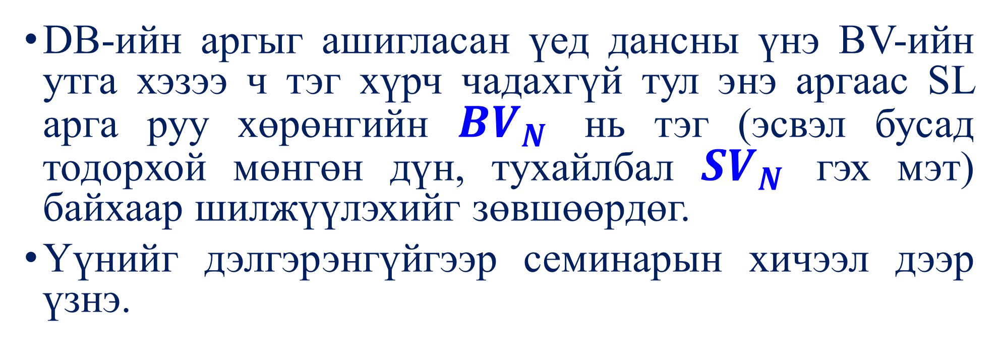 •DB-ийн аргыг ашигласан үед дансны үнэ BV-ийн
утга хэзээ ч тэг хүрч чадахгүй тул энэ аргаас SL
арга руу хөрөнгийн BV_N нь тэг (эсвэл бусад
тодорхой мөнгөн дүн, тухайлбал SV_N гэх мэт)
байхаар шилжүүлэхийг зөвшөөрдөг.
•Үүнийг дэлгэрэнгүйгээр семинарын хичээл дээр
үзнэ.